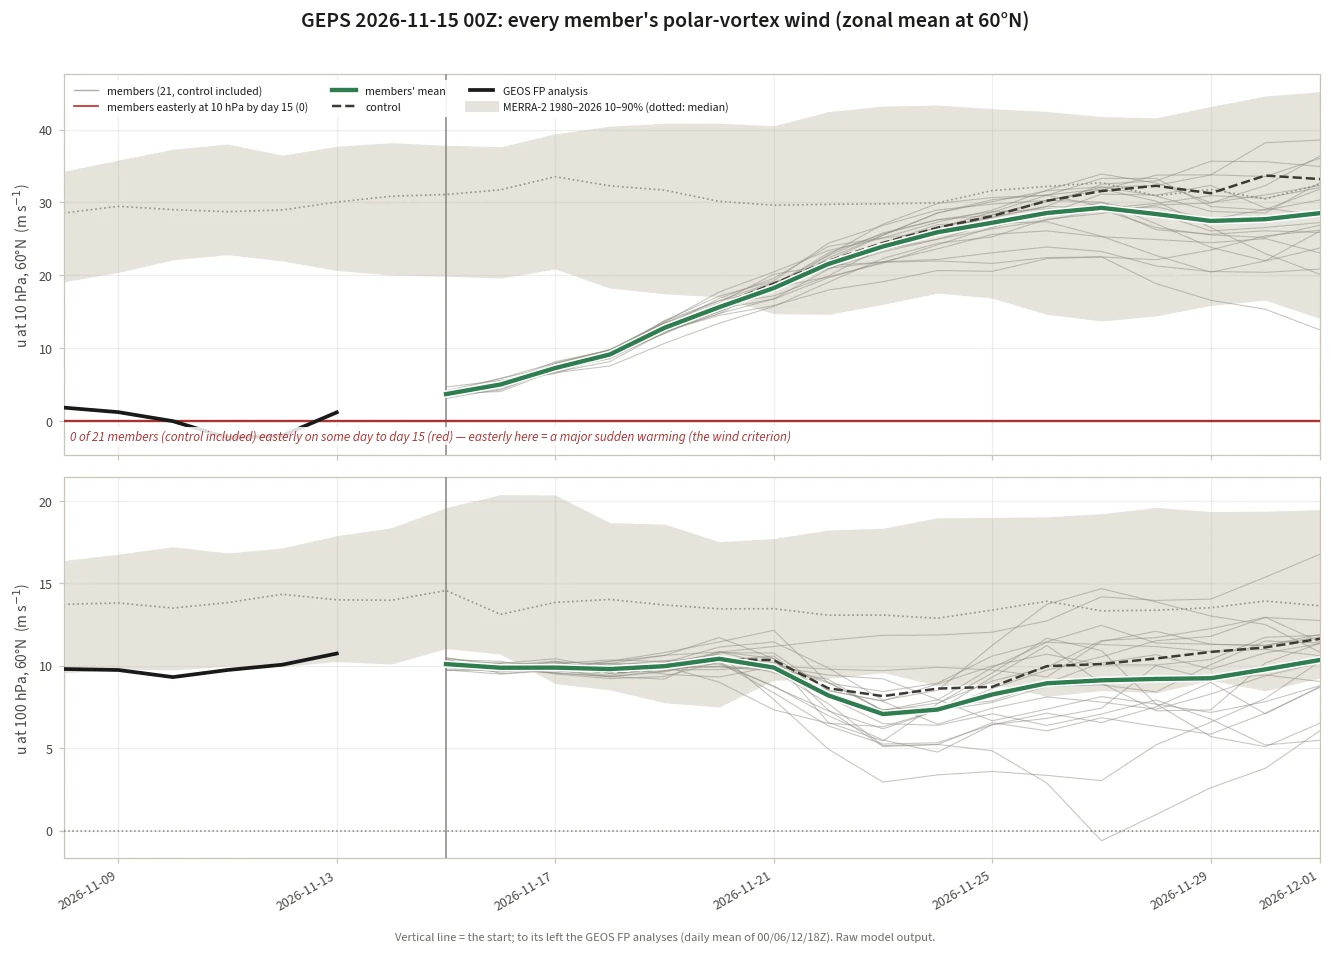 GEPS 2026-11-15 00Z: every member's polar-vortex wind (zonal mean at 60°N)
members (21, control included)
members' mean
GEOS FP analysis
members easterly at 10 hPa by day 15 (0)
control
MERRA-2 1980–2026 10–90% (dotted: median)
u at 10 hPa, 60°N (m s⁻¹)
40
30
20
10
0
0 of 21 members (control included) easterly on some day to day 15 (red) — easterly here = a major sudden warming (the wind criterion)
u at 100 hPa, 60°N (m s⁻¹)
20
15
10
5
0
2026-11-09
2026-11-13
2026-11-17
2026-11-21
2026-11-25
2026-11-29
2026-12-01
Vertical line = the start; to its left the GEOS FP analyses (daily mean of 00/06/12/18Z). Raw model output.